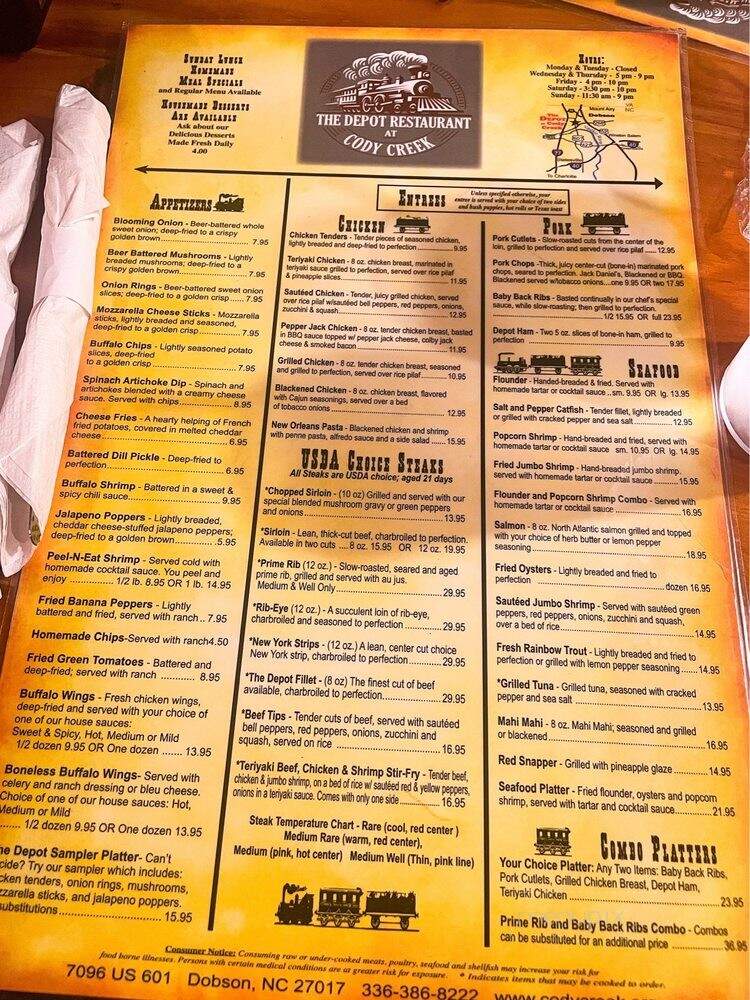 Sunday Lunch
Homemade
Meal Specials
and Regular Menu Available
Housemade Desserts
Are Available
Ask about our
Delicious Desserts
Made Fresh Daily
4.00
THE DEPOT RESTAURANT
AT
CODY CREEK
Hours:
Monday & Tuesday - Closed
Wednesday & Thursday - 5 pm - 9 pm
Friday - 4 pm - 10 pm
Saturday - 3:30 pm - 10 pm
Sunday - 11:30 am - 9 pm
Mount Airy
VA
NC
The
DEPOT
at Cody
Creek
Dobson
Winston Salem
To Charlotte
Appetizers
Blooming Onion - Beer-battered whole
sweet onion; deep-fried to a crispy
golden brown 7.95
Beer Battered Mushrooms - Lightly
breaded mushrooms; deep-fried to a
crispy golden brown 7.95
Onion Rings - Beer-battered sweet onion
slices; deep-fried to a golden crisp ...... 7.95
Mozzarella Cheese Sticks - Mozzarella
sticks, lightly breaded and seasoned,
deep-fried to a golden crisp 7.95
Buffalo Chips - Lightly seasoned potato
slices, deep-fried
to a golden crisp 7.95
Spinach Artichoke Dip - Spinach and
artichokes blended with a creamy cheese
sauce. Served with chips 8.95
Cheese Fries - A hearty helping of French
fried potatoes, covered in melted cheddar
cheese 6.95
Battered Dill Pickle - Deep-fried to
perfection 6.95
Buffalo Shrimp - Battered in a sweet &
spicy chili sauce 9.95
Jalapeno Poppers - Lightly breaded,
cheddar cheese-stuffed jalapeno peppers;
deep-fried to a golden brown .5.95
Peel-N-Eat Shrimp - Served cold with
homemade cocktail sauce. You peel and
enjoy 1/2 lb. 8.95 OR 1 lb. 14.95
Fried Banana Peppers - Lightly
battered and fried, served with ranch .. 7.95
Homemade Chips-Served with ranch4.50
Fried Green Tomatoes - Battered and
deep-fried; served with ranch 8.95
Buffalo Wings - Fresh chicken wings,
deep-fried and served with your choice of
one of our house sauces:
Sweet & Spicy, Hot, Medium or Mild
1/2 dozen 9.95 OR One dozen ....... 13.95
Boneless Buffalo Wings- Served with
celery and ranch dressing or bleu cheese.
Choice of one of our house sauces: Hot,
Medium or Mild
1/2 dozen 9.95 OR One dozen 13.95
he Depot Sampler Platter- Can't
cide? Try our sampler which includes:
cken tenders, onion rings, mushrooms,
zzarella sticks, and jalapeno poppers.
substitutions 15.95
Entrees
Unless specified otherwise, your
entree is served with your choice of two sides
and hush puppies, hot rolls or Texas toast
Chicken
Chicken Tenders - Tender pieces of seasoned chicken,
lightly breaded and deep-fried to perfection 12.95
Teriyaki Chicken - 8 oz. chicken breast, marinated in
teriyaki sauce grilled to perfection, served over rice pilaf
& pineapple slices. 11.95
Sautéed Chicken - Tender, juicy grilled chicken, served
over rice pilaf w/sautéed bell peppers, red peppers, onions,
zucchini & squash 12.95
Pepper Jack Chicken - 8 oz. tender chicken breast, basted
in BBQ sauce topped w/ pepper jack cheese, colby jack
cheese & smoked bacon 11.95
Grilled Chicken - 8 oz. tender chicken breast, seasoned
and grilled to perfection, served over rice pilaf 10.95
Blackened Chicken - 8 oz. chicken breast, flavored
with Cajun seasonings, served over a bed
of tobacco onions 12.95
New Orleans Pasta - Blackened chicken and shrimp
with penne pasta, alfredo sauce and a side salad ...... 15.95
USDA Choice Steaks
All Steaks are USDA choice; aged 21 days
*Chopped Sirloin - (10 oz) Grilled and served with our
special blended mushroom gravy or green peppers
and onions 13.95
*Sirloin - Lean, thick-cut beef, charbroiled to perfection.
Available in two cuts .... 8 oz. 15.95 OR 12 oz. 19.95
*Prime Rib (12 oz.) - Slow-roasted, seared and aged
prime rib, grilled and served with au jus.
Medium & Well Only 29.95
*Rib-Eye (12 oz.) - A succulent loin of rib-eye,
charbroiled and seasoned to perfection 29.95
*New York Strips - (12 oz.) A lean, center cut choice
New York strip, charbroiled to perfection 29.95
*The Depot Fillet - (8 oz) The finest cut of beef
available, charbroiled to perfection 29.95
*Beef Tips - Tender cuts of beef, served with sautéed
bell peppers, red peppers, onions, zucchini and
squash, served on rice 16.95
*Teriyaki Beef, Chicken & Shrimp Stir-Fry - Tender beef,
chicken & jumbo shrimp, on a bed of rice w/ sautéed red & yellow peppers,
onions in a teriyaki sauce. Comes with only one side 16.95
Steak Temperature Chart - Rare (cool, red center )
Medium Rare (warm, red center),
Medium (pink, hot center) Medium Well (Thin, pink line)
Pork
Pork Cutlets - Slow-roasted cuts from the center of the
loin, grilled to perfection and served over rice pilaf ..... 12.95
Pork Chops -Thick, juicy center-cut (bone-in) marinated pork
chops, seared to perfection. Jack Daniel's, Blackened or BBQ.
Blackened served w/tobacco onions....one 9.95 OR two 17.95
Baby Back Ribs - Basted continually in our chef's special
sauce, while slow-roasting; then grilled to perfection.
1/2 15.95 OR full 23.95
Depot Ham - Two 5 oz. slices of bone-in ham, grilled to
perfection 9.95
Seafood
Flounder - Handed-breaded & fried. Served with
homemade tartar or cocktail sauce .. sm. 9.95 OR lg. 13.95
Salt and Pepper Catfish - Tender fillet, lightly breaded
or grilled with cracked pepper and sea salt 12.95
Popcorn Shrimp - Hand-breaded and fried, served with
homemade tartar or cocktail sauce sm. 10.95 OR lg. 14.95
Fried Jumbo Shrimp - Hand-breaded jumbo shrimp,
served with homemade tartar or cocktail sauce 15.95
Flounder and Popcorn Shrimp Combo - Served with
homemade tartar or cocktail sauce 16.95
Salmon - 8 oz. North Atlantic salmon grilled and topped
with your choice of herb butter or lemon pepper
seasoning 18.95
Fried Oysters - Lightly breaded and fried to
perfection dozen 16.95
Sautéed Jumbo Shrimp - Served with sautéed green
peppers, red peppers, onions, zucchini and squash,
over a bed of rice 14.95
Fresh Rainbow Trout - Lightly breaded and fried to
perfection or grilled with lemon pepper seasoning 14.95
*Grilled Tuna - Grilled tuna, seasoned with cracked
pepper and sea salt 13.95
Mahi Mahi - 8 oz. Mahi Mahi; seasoned and grilled
or blackened 16.95
Red Snapper - Grilled with pineapple glaze 14.95
Seafood Platter - Fried flounder, oysters and popcorn
shrimp, served with tartar and cocktail sauce 21.95
Combo Platters
Your Choice Platter: Any Two Items: Baby Back Ribs,
Pork Cutlets, Grilled Chicken Breast, Depot Ham,
Teriyaki Chicken 23.95
Prime Rib and Baby Back Ribs Combo - Combos
can be substituted for an additional price 36.95
Consumer Notice: Consuming raw or under-cooked meats, poultry, seafood and shellfish may increase your risk for
food borne illnesses. Persons with certain medical conditions are at greater risk for exposure. * Indicates items that may be cooked to order.
7096 US 601 Dobson, NC 27017 336-386-8222